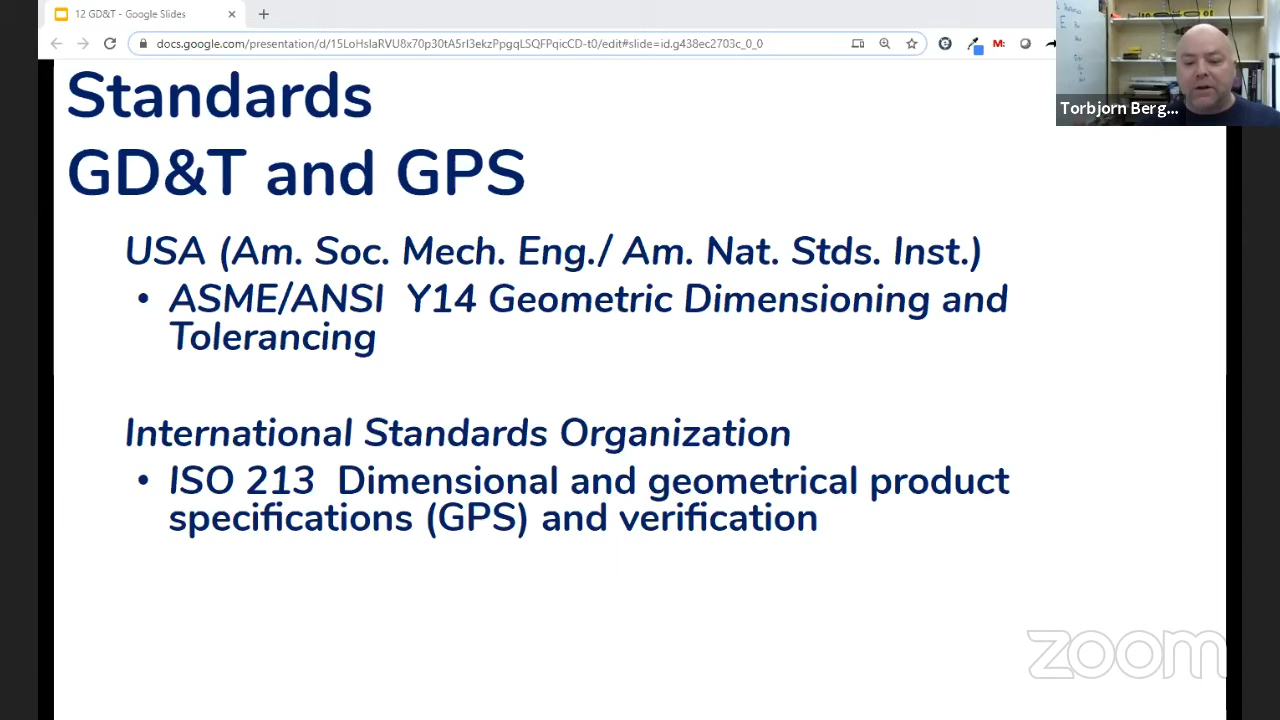 12 GD&T - Google Slides
docs.google.com/presentation/d/15LoHslaRVU8x70p30tA5rI3ekzPpgqLSQFPqicCD-t0/edit#slide=id.g438ec2703c_0_0
M:
Torbjorn Berg...
Standards
GD&T and GPS
USA (Am. Soc. Mech. Eng./ Am. Nat. Stds. Inst.)
• ASME/ANSI Y14 Geometric Dimensioning and
Tolerancing
International Standards Organization
• ISO 213 Dimensional and geometrical product
specifications (GPS) and verification
zoom